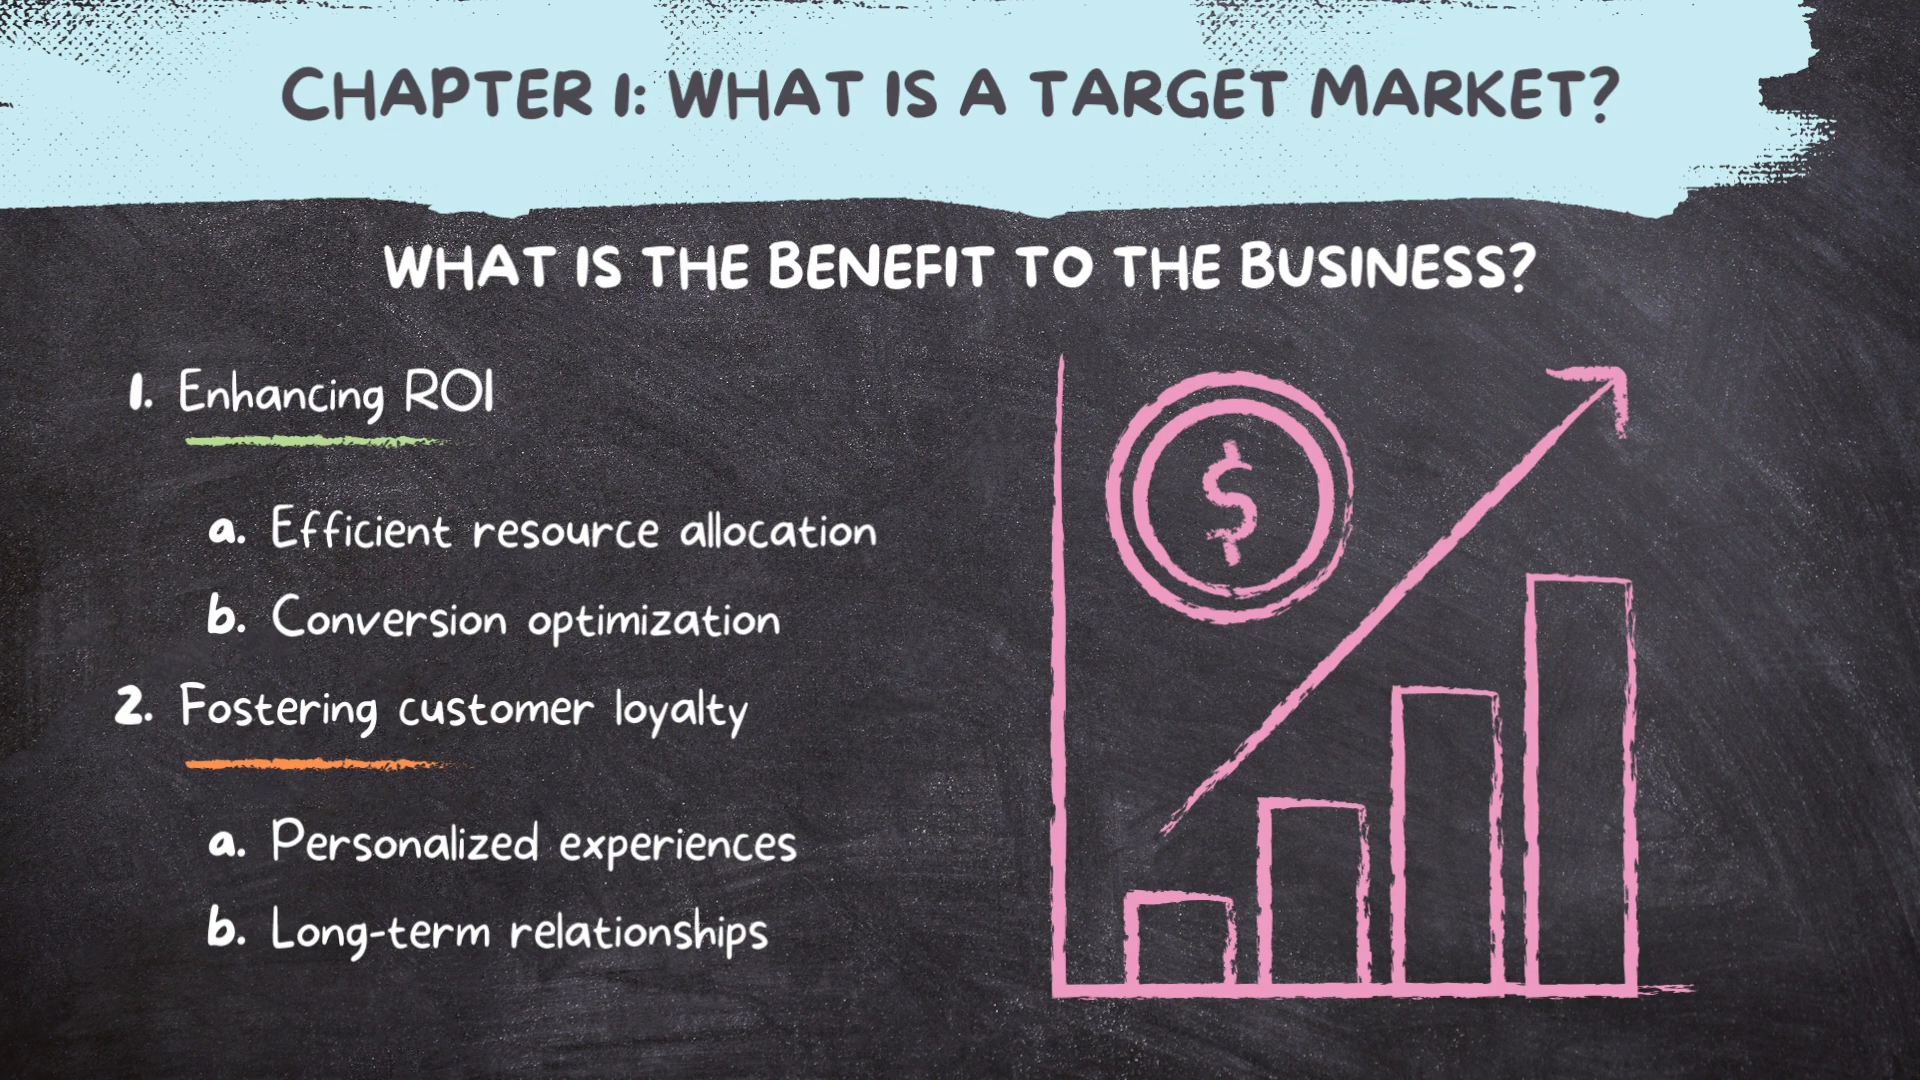 CHAPTER 1: WHAT IS A TARGET MARKET?
WHAT IS THE BENEFIT TO THE BUSINESS?
1. Enhancing ROI
a. Efficient resource allocation
b. Conversion optimization
2. Fostering customer loyalty
a. Personalized experiences
b. Long-term relationships
$